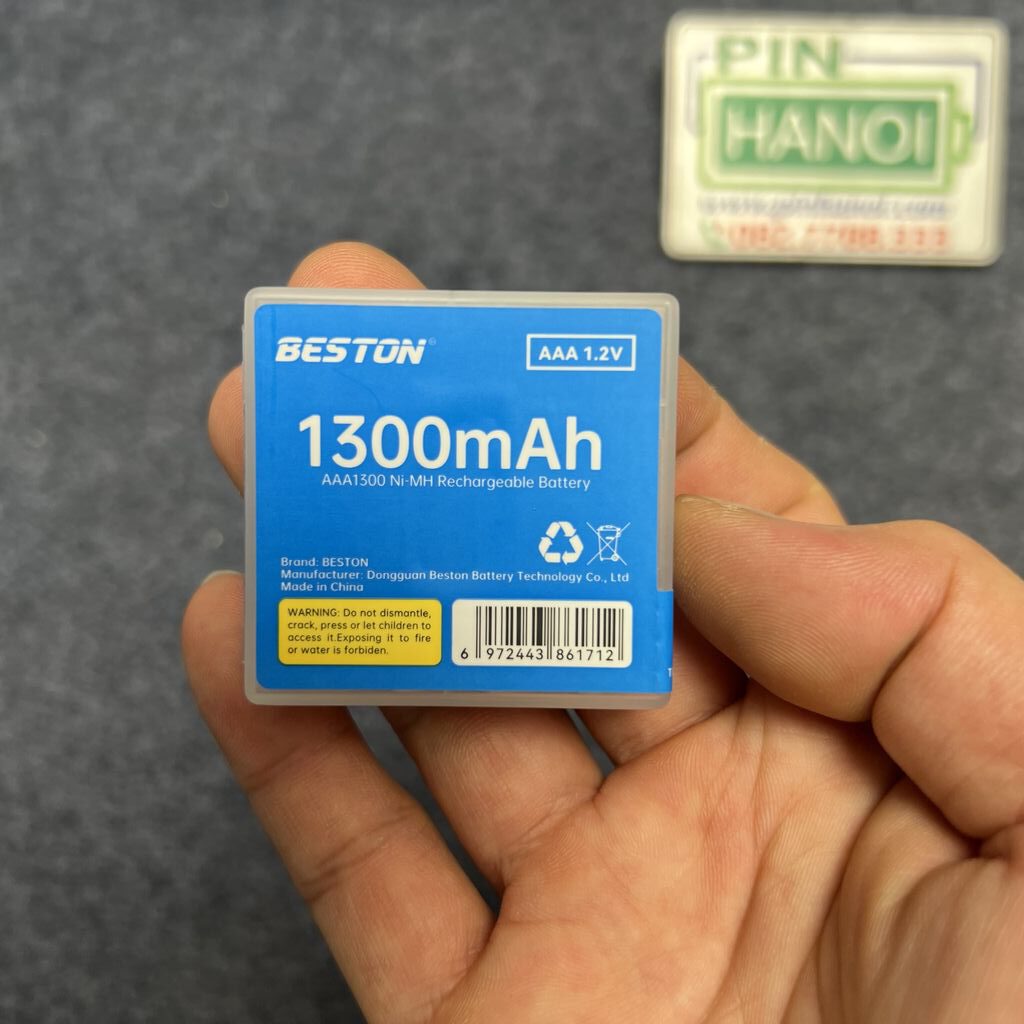 PIN
HANOI
BESTON®
AAA 1.2V
1300mAh
AAA1300 Ni-MH Rechargeable Battery
Brand: BESTON
Manufacturer: Dongguan Beston Battery Technology Co., Ltd
Made in China
WARNING: Do not dismantle,
crack, press or let children to
access it.Exposing it to fire
or water is forbiden.
6 972443 861712